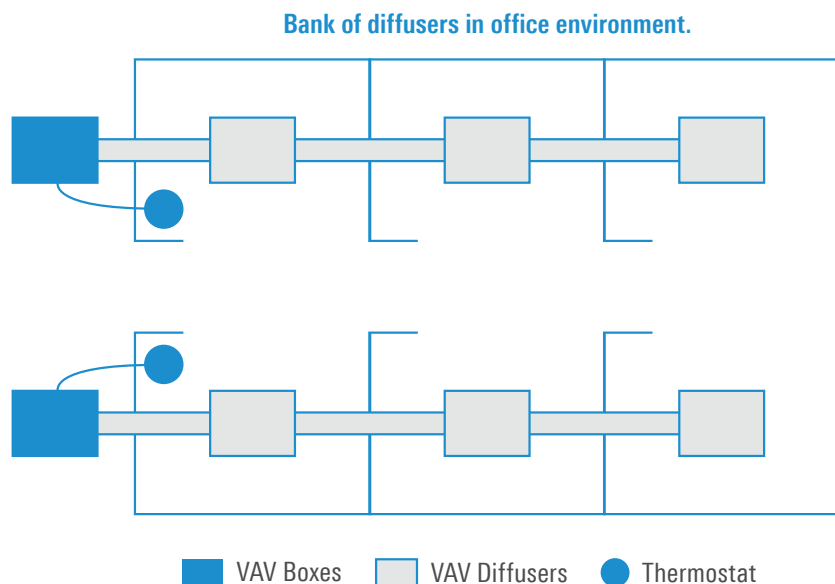 Bank of diffusers in office environment.
VAV Boxes VAV Diffusers Thermostat